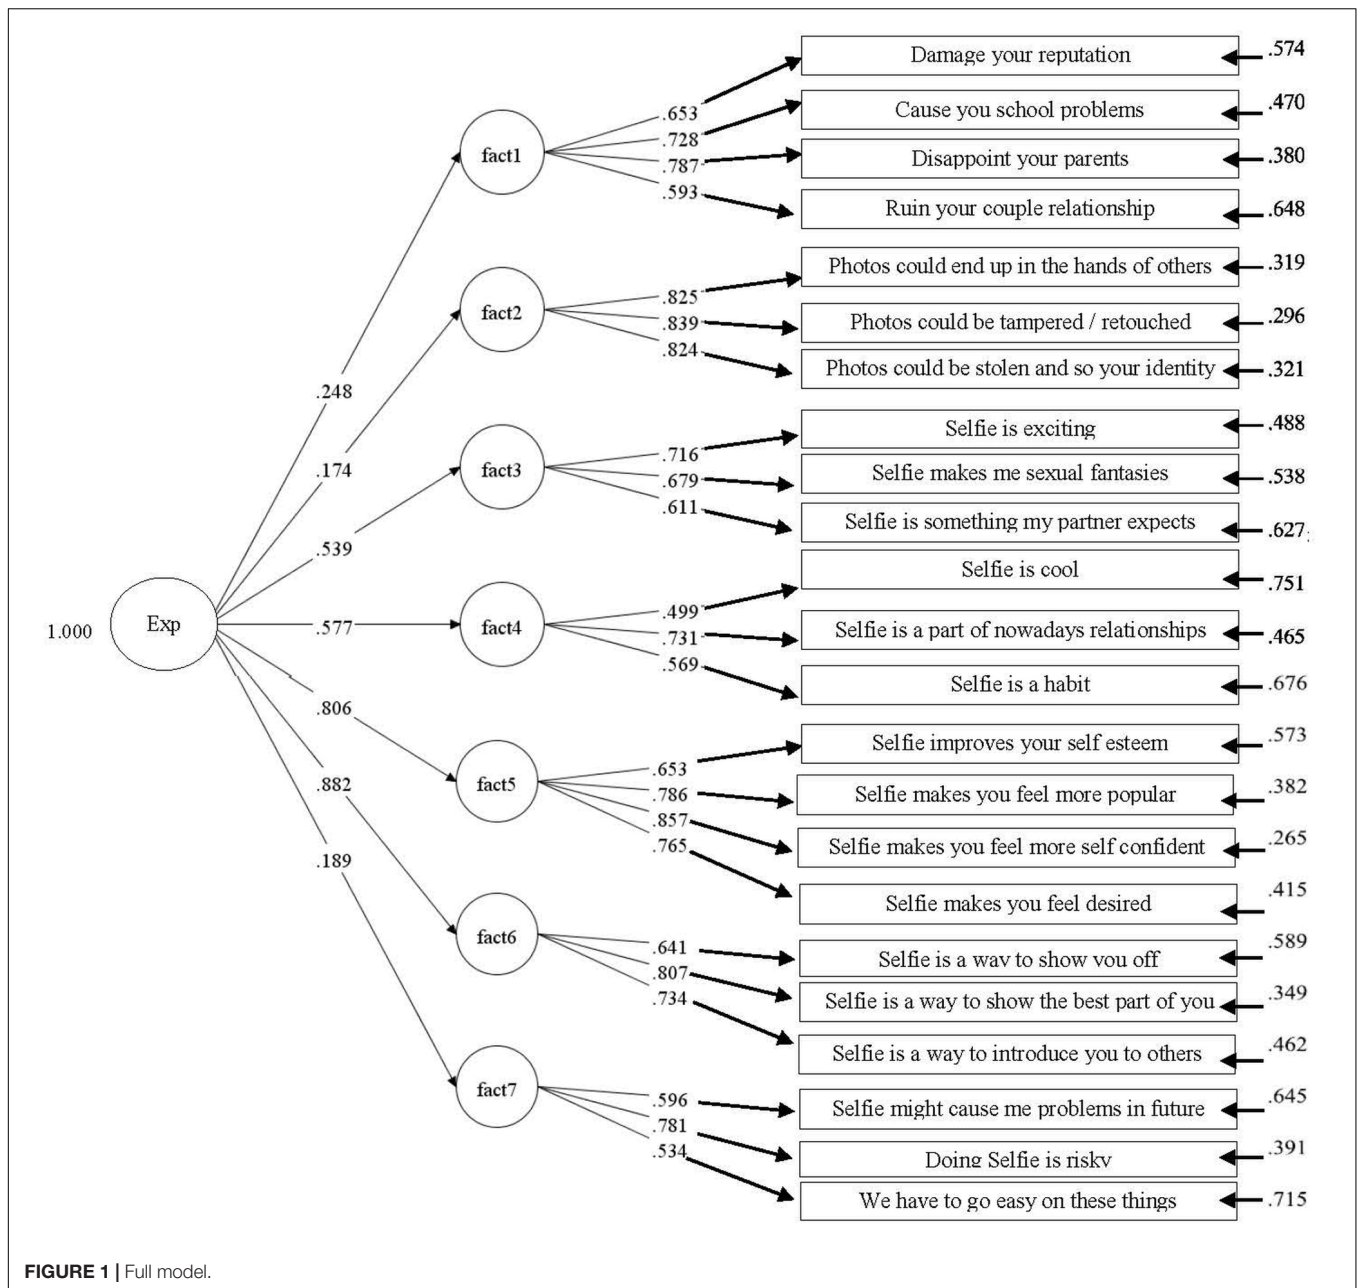 Damage your reputation .574
.653
Cause you school problems .470
.728
fact1
.787 Disappoint your parents .380
.593
Ruin your couple relationship .648
Photos could end up in the hands of others .319
.825
fact2
.839 Photos could be tampered / retouched .296
.824
Photos could be stolen and so your identity .321
.248
Selfie is exciting .488
.716
.174
fact3
.679 Selfie makes me sexual fantasies .538
.611
Selfie is something my partner expects .627
.539
Selfie is cool .751
.499
1.000 Exp .577 fact4
.731 Selfie is a part of nowadays relationships .465
.569
Selfie is a habit .676
.806
Selfie improves your self esteem .573
.653
.882
fact5
.786 Selfie makes you feel more popular .382
.857
Selfie makes you feel more self confident .265
.765
.189
Selfie makes you feel desired .415
fact6
.641 Selfie is a way to show you off .589
.807
Selfie is a way to show the best part of you .349
.734
Selfie is a way to introduce you to others .462
fact7
.596 Selfie might cause me problems in future .645
.781
Doing Selfie is risky .391
.534
We have to go easy on these things .715
FIGURE 1 | Full model.